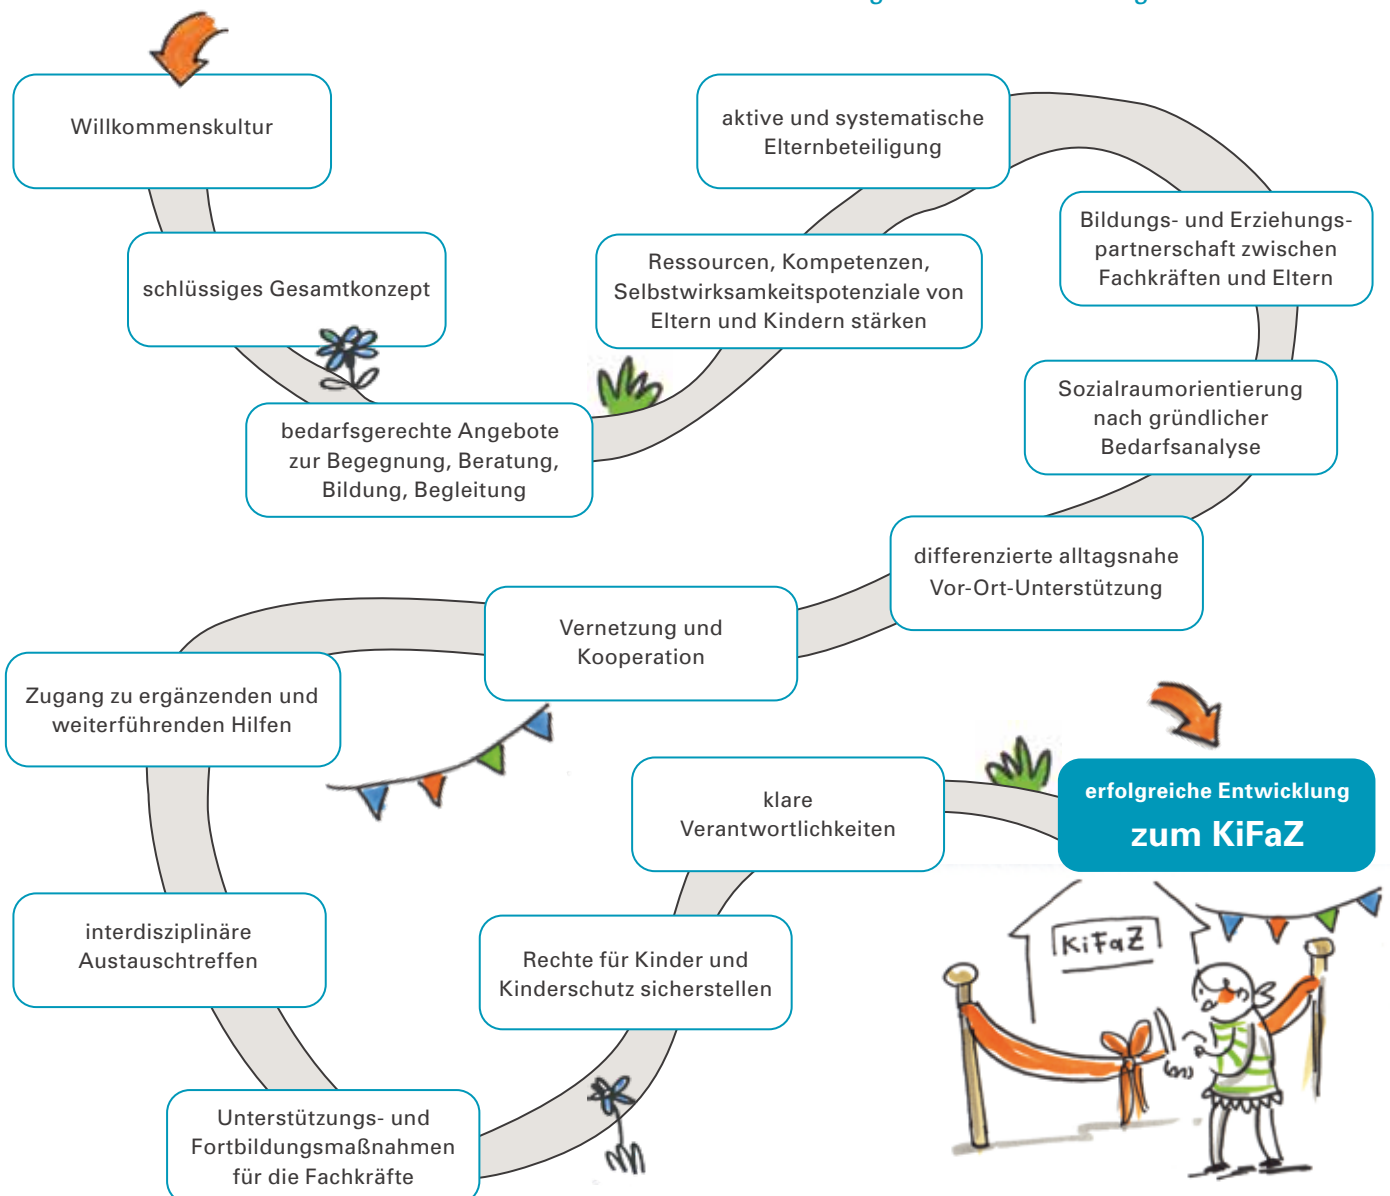 Willkommenskultur
schlüssiges Gesamtkonzept
bedarfsgerechte Angebote
zur Begegnung, Beratung,
Bildung, Begleitung
Ressourcen, Kompetenzen,
Selbstwirksamkeitspotenziale von
Eltern und Kindern stärken
aktive und systematische
Elternbeteiligung
Bildungs- und Erziehungs-
partnerschaft zwischen
Fachkräften und Eltern
Sozialraumorientierung
nach gründlicher
Bedarfsanalyse
differenzierte alltagsnahe
Vor-Ort-Unterstützung
Vernetzung und
Kooperation
Zugang zu ergänzenden und
weiterführenden Hilfen
interdisziplinäre
Austauschtreffen
Unterstützungs- und
Fortbildungsmaßnahmen
für die Fachkräfte
Rechte für Kinder und
Kinderschutz sicherstellen
klare
Verantwortlichkeiten
erfolgreiche Entwicklung
zum KiFaZ
KiFaZ